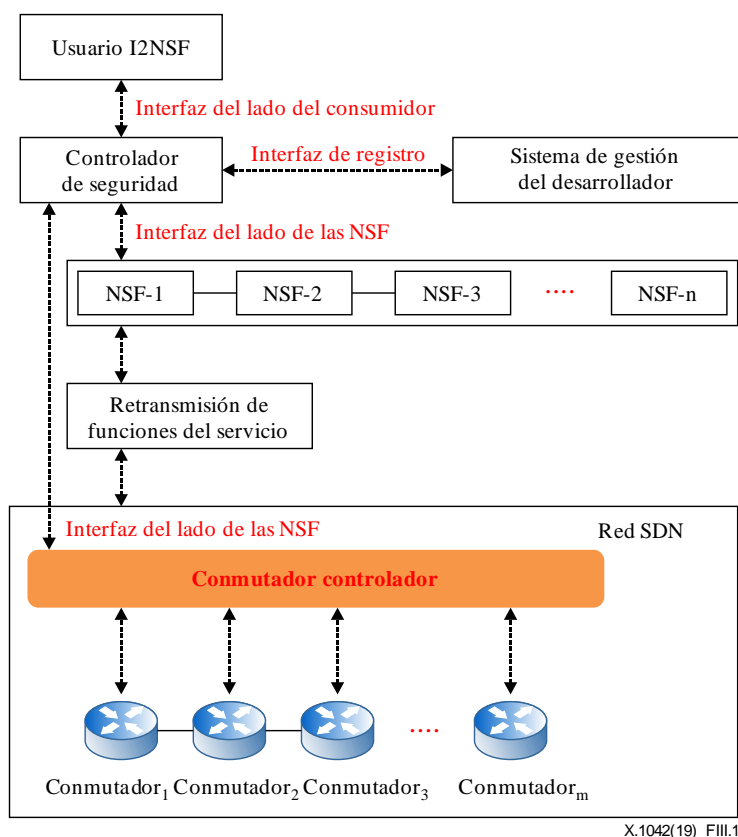 Usuario I2NSF
Interfaz del lado del consumidor
Controlador
de seguridad
Interfaz de registro
Sistema de gestión
del desarrollador
Interfaz del lado de las NSF
NSF-1
NSF-2
NSF-3
....
NSF-n
Retransmisión de
funciones del servicio
Interfaz del lado de las NSF
Red SDN
Conmutador controlador
....
Conmutador1 Conmutador2 Conmutador3 Conmutadorm
X.1042(19)_FIII.1